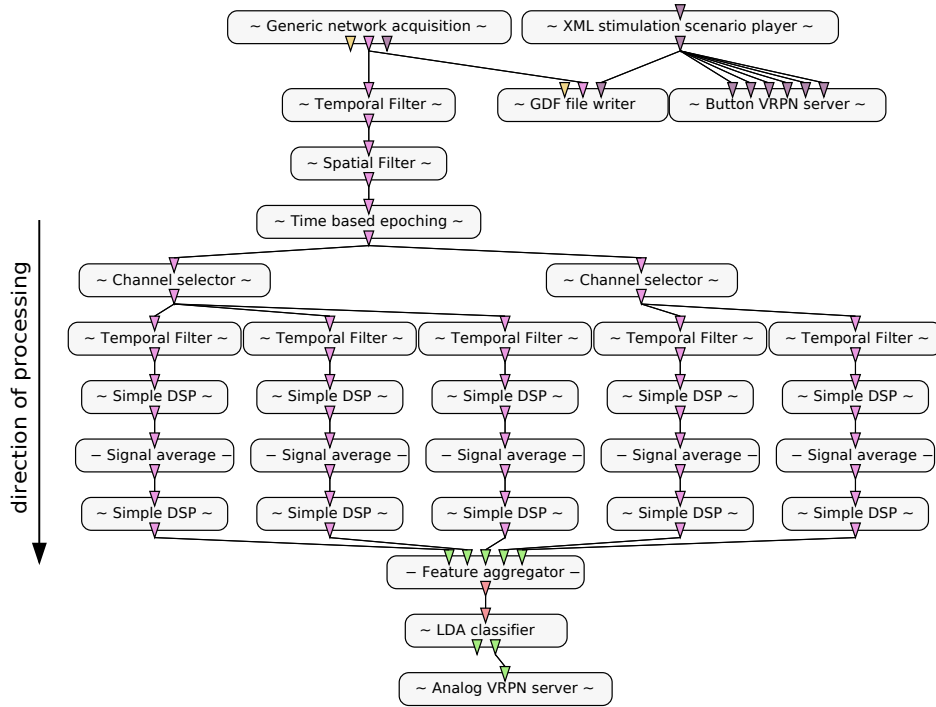 ~ Generic network acquisition ~
~ XML stimulation scenario player ~
~ Temporal Filter ~
~ GDF file writer
~ Button VRPN server ~
~ Spatial Filter ~
~ Time based epoching ~
~ Channel selector ~
~ Channel selector ~
~ Temporal Filter ~
~ Temporal Filter ~
~ Temporal Filter ~
~ Temporal Filter ~
~ Temporal Filter ~
~ Simple DSP ~
~ Simple DSP ~
~ Simple DSP ~
~ Simple DSP ~
~ Simple DSP ~
− Signal average −
− Signal average −
− Signal average −
− Signal average −
− Signal average −
~ Simple DSP ~
~ Simple DSP ~
~ Simple DSP ~
~ Simple DSP ~
~ Simple DSP ~
− Feature aggregator −
~ LDA classifier
~ Analog VRPN server ~
direction of processing